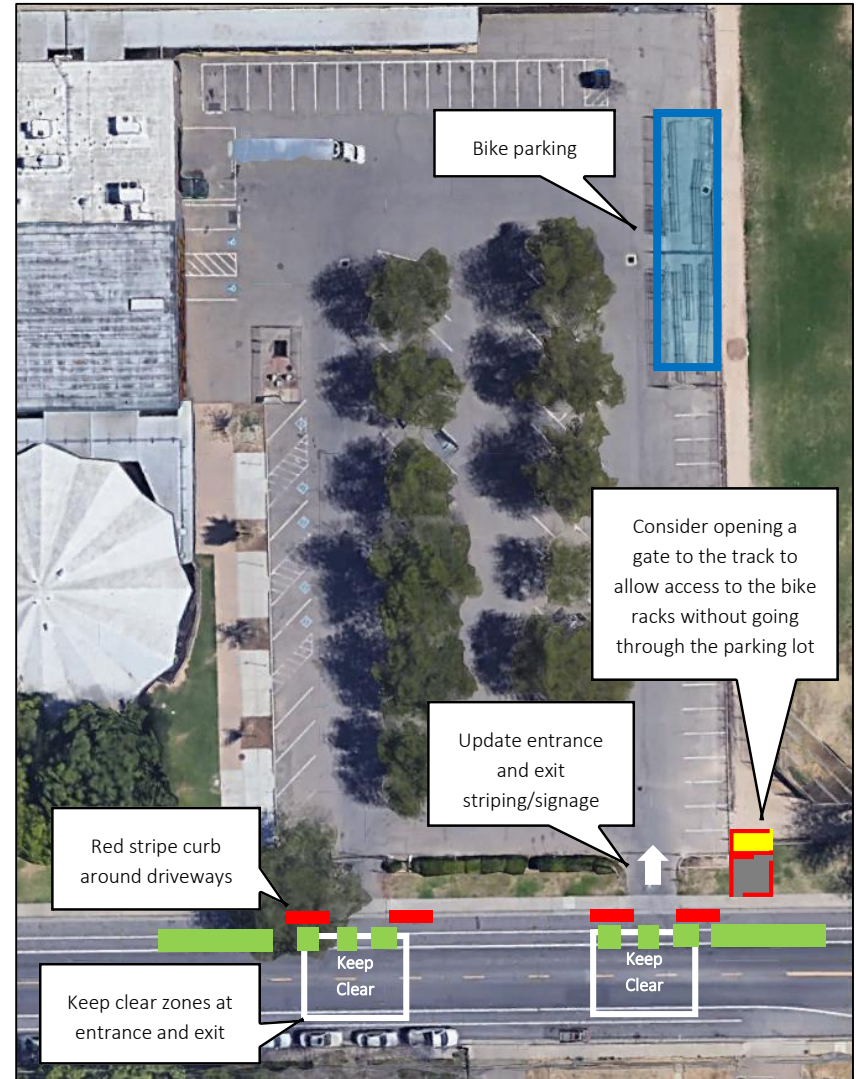 Bike parking
Consider opening a
gate to the track to
allow access to the bike
racks without going
through the parking lot
Update entrance
and exit
striping/signage
Red stripe curb
around driveways
Keep
Clear
Keep
Clear
Keep clear zones at
entrance and exit